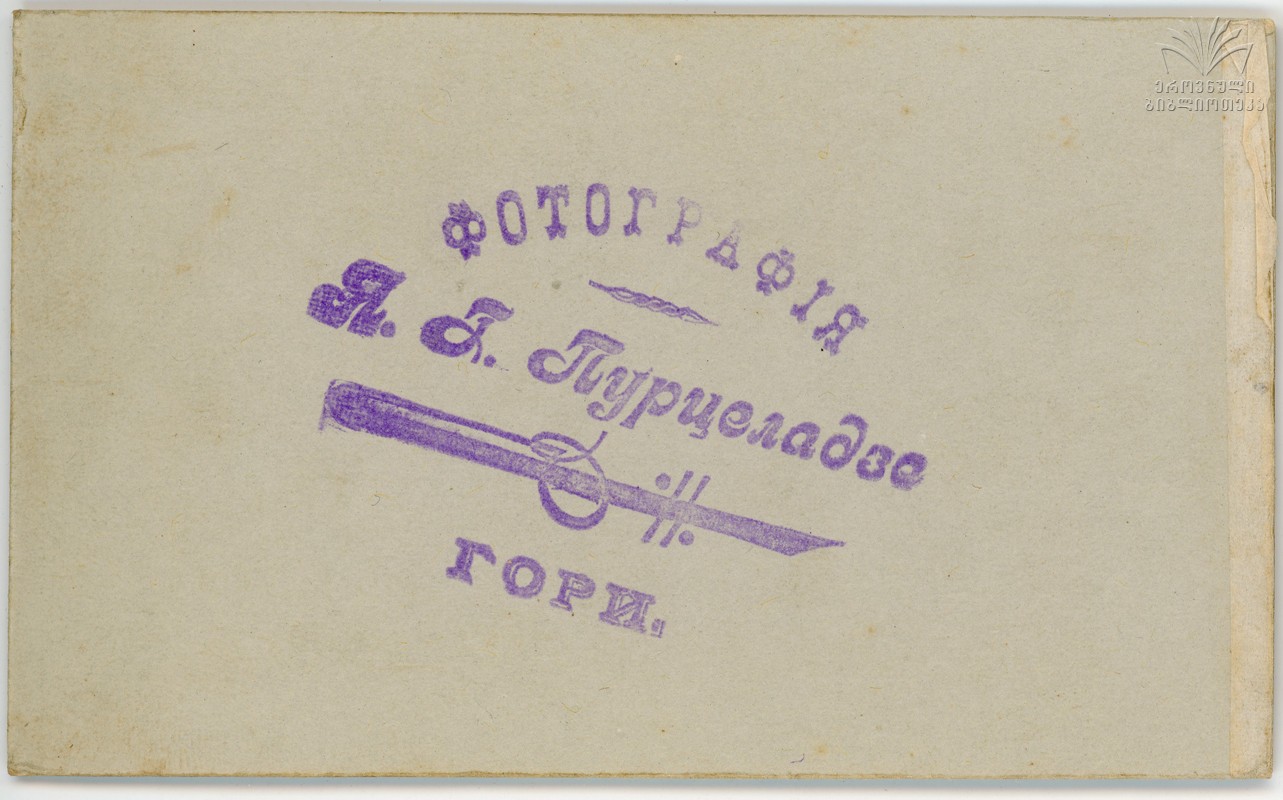 ФОТОГРАФІЯ
Я. Г. Пурцеладзе
ГОРИ.
ეროვნული
ბიბლიოთეკა